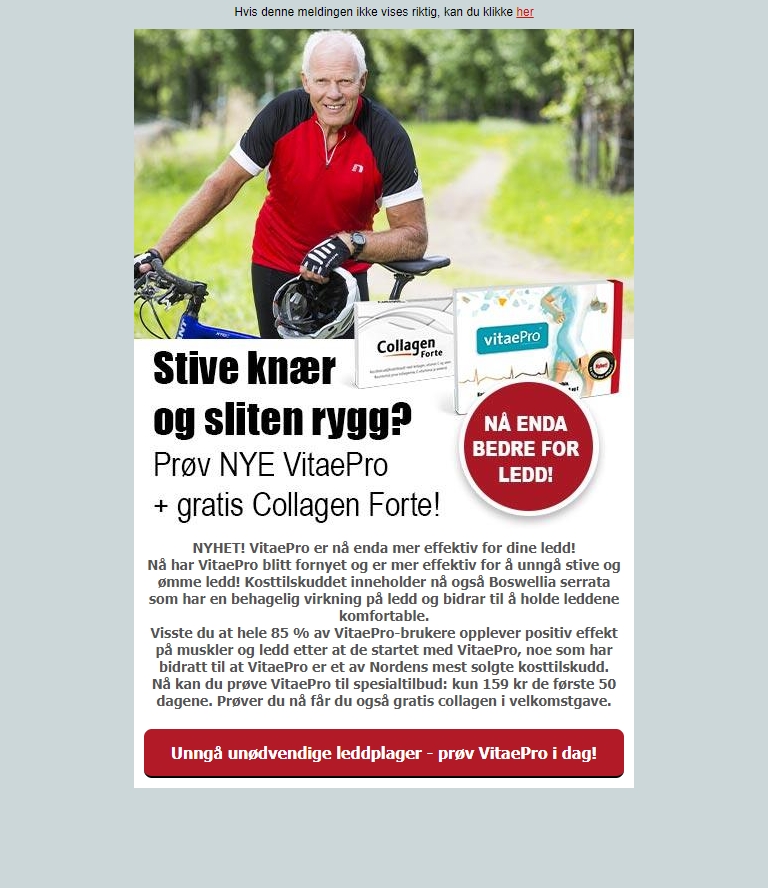 Hvis denne meldingen ikke vises riktig, kan du klikke her
Collagen
Forte
vitaePro
Nyhet!
Stive knær
og sliten rygg?
Prøv NYE VitaePro
+ gratis Collagen Forte!
NÅ ENDA
BEDRE FOR
LEDD!
NYHET! VitaePro er nå enda mer effektiv for dine ledd!
Nå har VitaePro blitt fornyet og er mer effektiv for å unngå stive og
ømme ledd! Kosttilskuddet inneholder nå også Boswellia serrata
som har en behagelig virkning på ledd og bidrar til å holde leddene
komfortable.
Visste du at hele 85 % av VitaePro-brukere opplever positiv effekt
på muskler og ledd etter at de startet med VitaePro, noe som har
bidratt til at VitaePro er et av Nordens mest solgte kosttilskudd.
Nå kan du prøve VitaePro til spesialtilbud: kun 159 kr de første 50
dagene. Prøver du nå får du også gratis collagen i velkomstgave.
Unngå unødvendige leddplager - prøv VitaePro i dag!